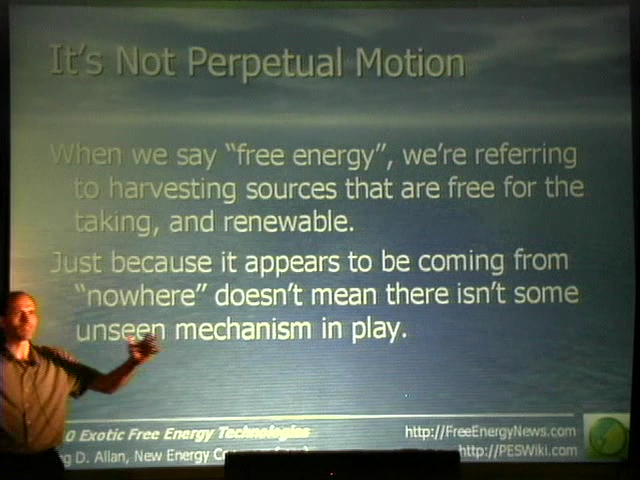 It's Not Perpetual Motion
When we say "free energy", we're referring
to harvesting sources that are free for the
taking, and renewable.
Just because it appears to be coming from
"nowhere" doesn't mean there isn't some
unseen mechanism in play.
0 Exotic Free Energy Technologies
http://FreeEnergyNews.com
g D. Allan, New Energy
http://PESWiki.com